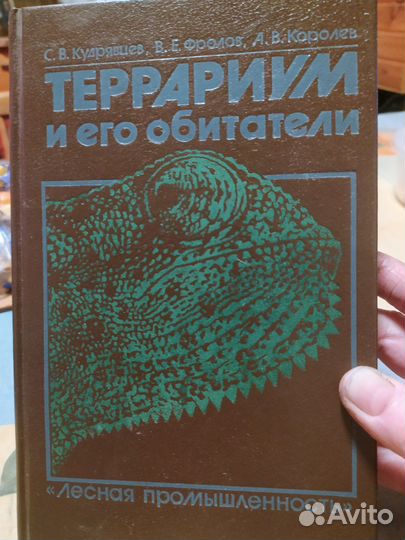 С. В. Кудрявцев, В. Е. Фролов, А. В. Королев
ТЕРРАРИУМ
и его обитатели
«Лесная промышленность»
Avito